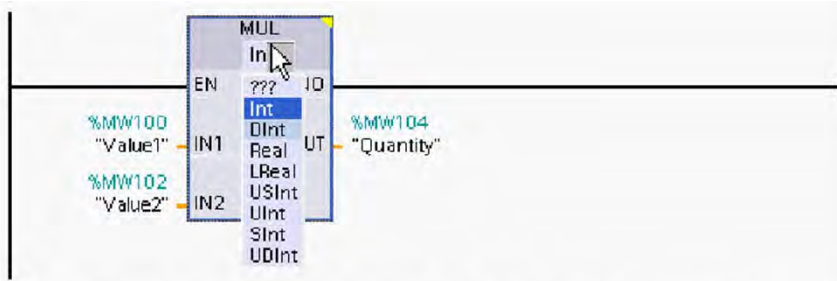 MUL
In
EN ??? NO
Int
%MW100 %MW104
DInt
"Value1" IN1 UT "Quantity"
Real
LReal
%MW102
USInt
"Value2" IN2
UInt
SInt
UDInt